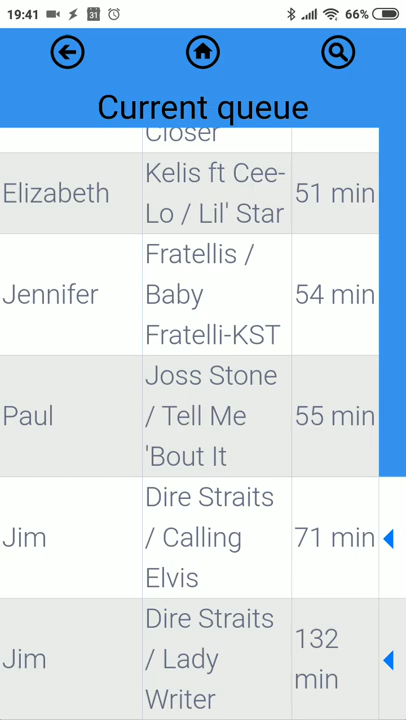 19:41
31
66%
Current queue
Closer
Elizabeth
Kelis ft Cee-
Lo / Lil' Star
51 min
Jennifer
Fratellis /
Baby
Fratelli-KST
54 min
Paul
Joss Stone
/ Tell Me
'Bout It
55 min
Jim
Dire Straits
/ Calling
Elvis
71 min
Jim
Dire Straits
/ Lady
Writer
132
min